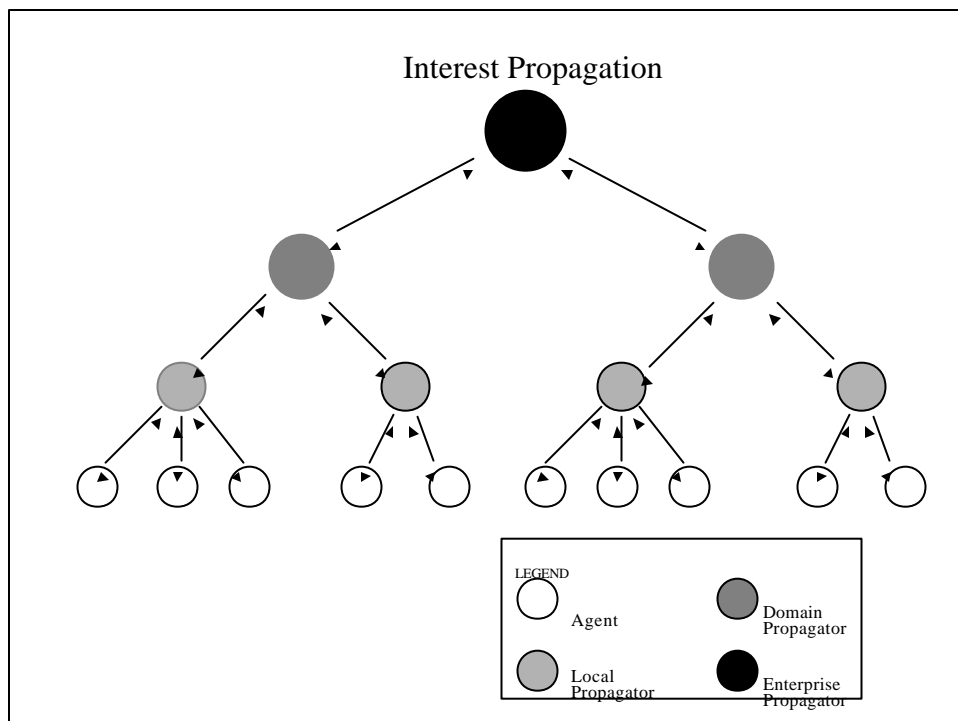 Interest Propagation
LEGEND
Agent
Domain
Propagator
Local
Propagator
Enterprise
Propagator